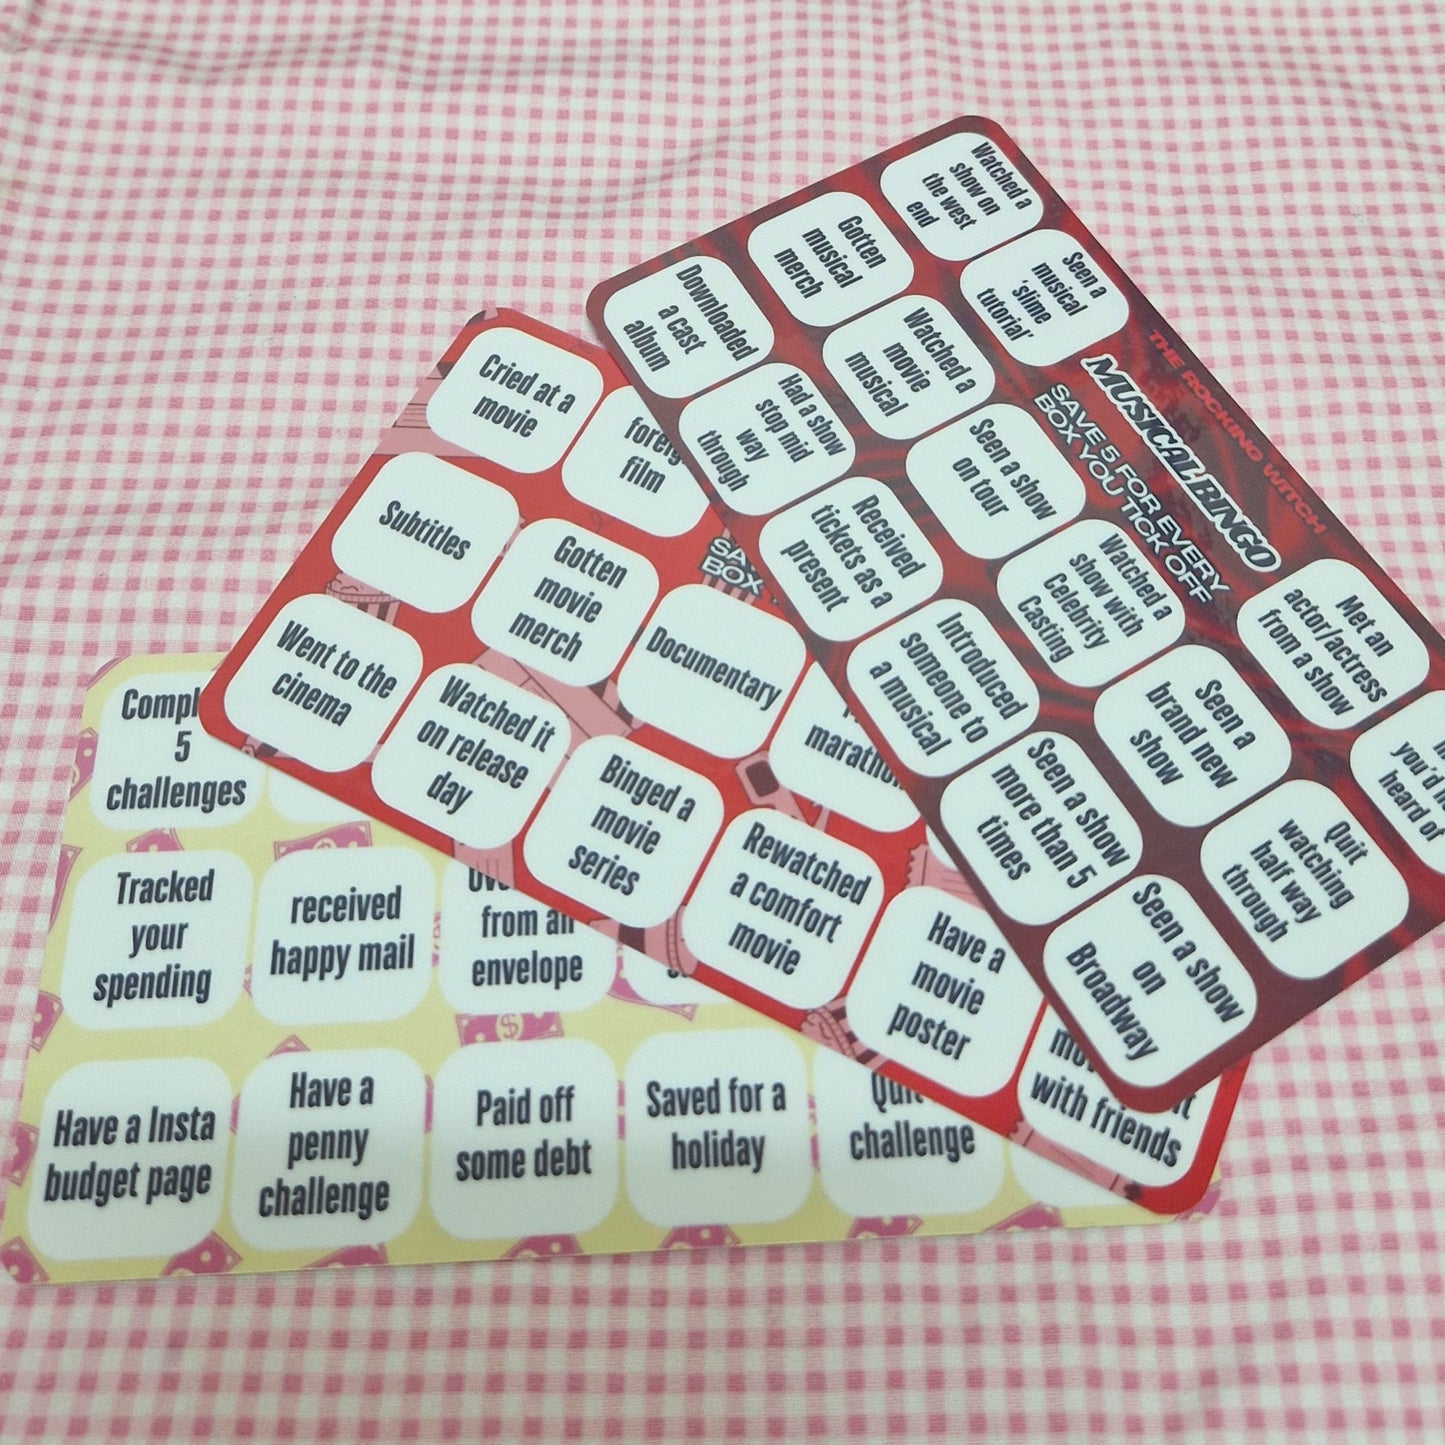 THE ROCKING WITCH
MUSICAL BINGO
SAVE 5 FOR EVERY
BOX YOU TICK OFF
Watched a
show on
the west
end
Seen a
musical
'slime
tutorial'
Met an
actor/actress
from a show
you'd
heard of
Gotten
musical
merch
Watched a
movie
musical
Seen a show
on tour
Watched a
show with
Celebrity
Casting
Seen a
brand new
show
Quit
watching
half way
through
Downloaded
a cast
album
Had a show
stop mid
way
through
Received
tickets as a
present
Introduced
someone to
a musical
Seen a show
more than 5
times
Seen a show
on
Broadway
Cried at a
movie
film
BOX
Subtitles
Gotten
movie
merch
Documentary
Went to the
cinema
Watched it
on release
day
Binged a
movie
series
Rewatched
a comfort
movie
Have a
movie
poster
with friends
5
challenges
Tracked
your
spending
received
happy mail
from an
envelope
Have a Insta
budget page
Have a
penny
challenge
Paid off
some debt
Saved for a
holiday
challenge